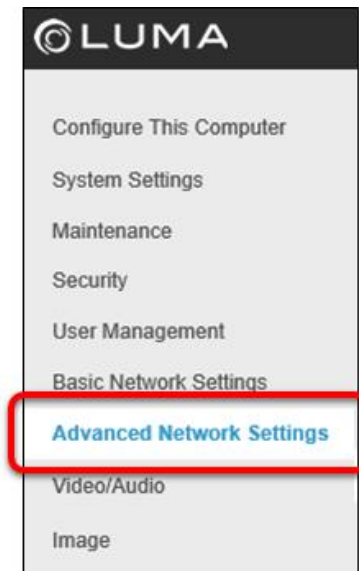 LUMA
Configure This Computer
System Settings
Maintenance
Security
User Management
Basic Network Settings
Advanced Network Settings
Video/Audio
Image